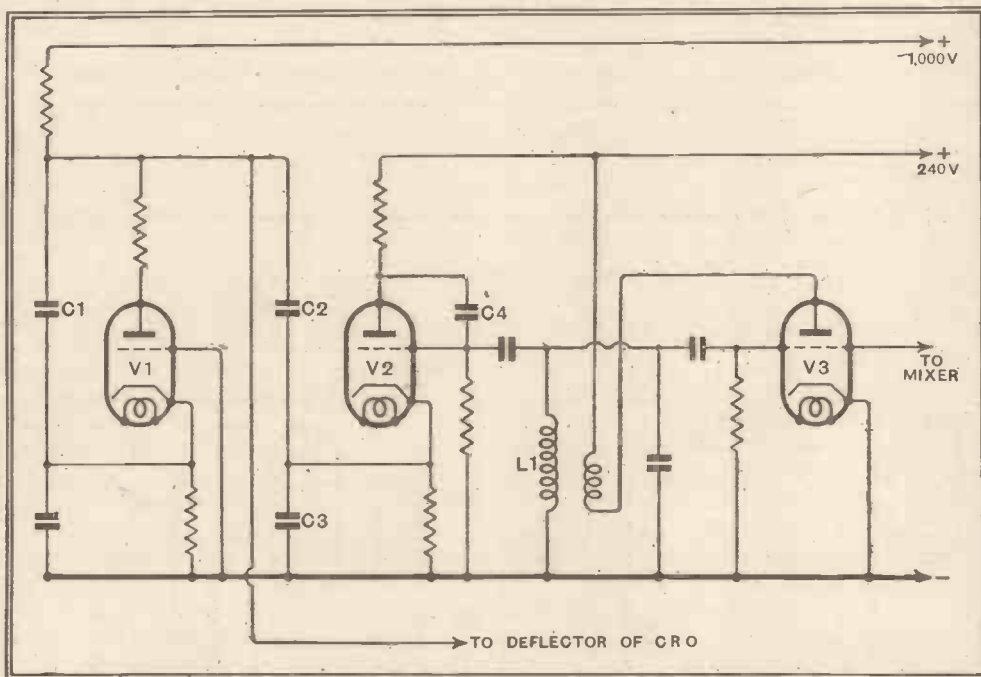 +
1,000V
+
240V
C1
V1
C2
V2
C4
V3
TO
MIXER
L1
C3
-
TO DEFLECTOR OF CRO